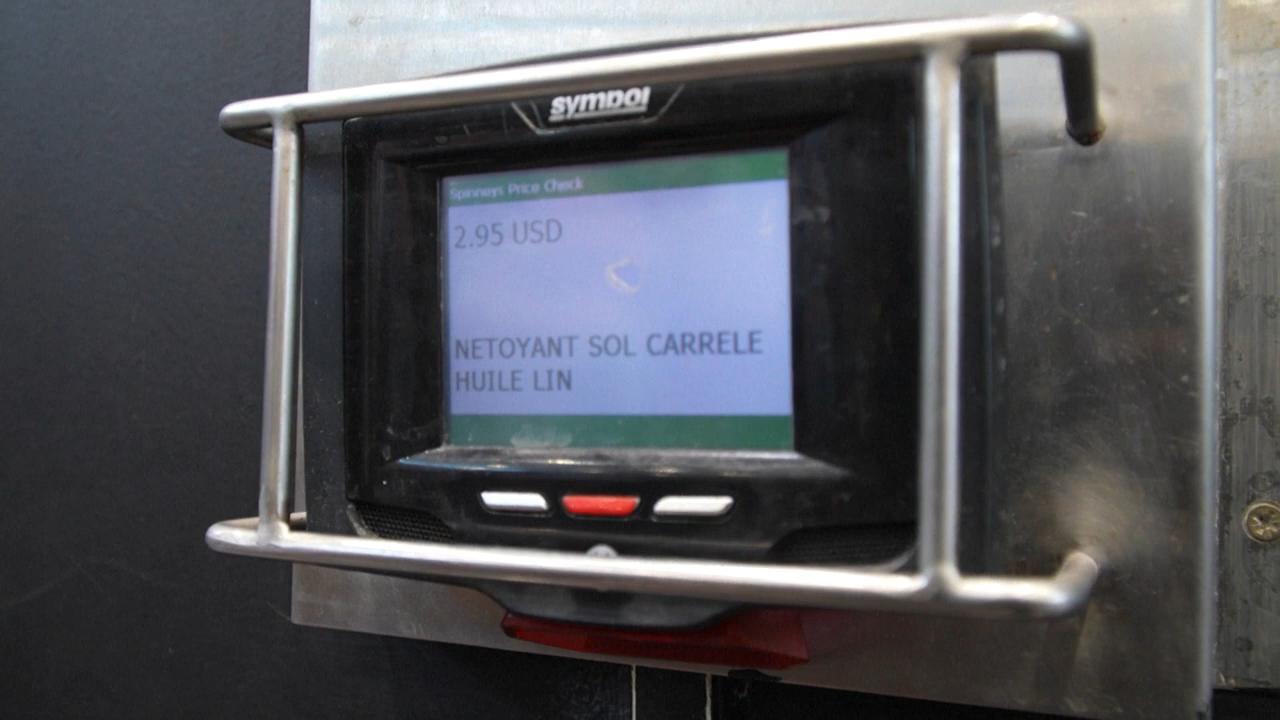 symbol
Spinneys Price Check
2.95 USD
NETOYANT SOL CARRELE
HUILE LIN